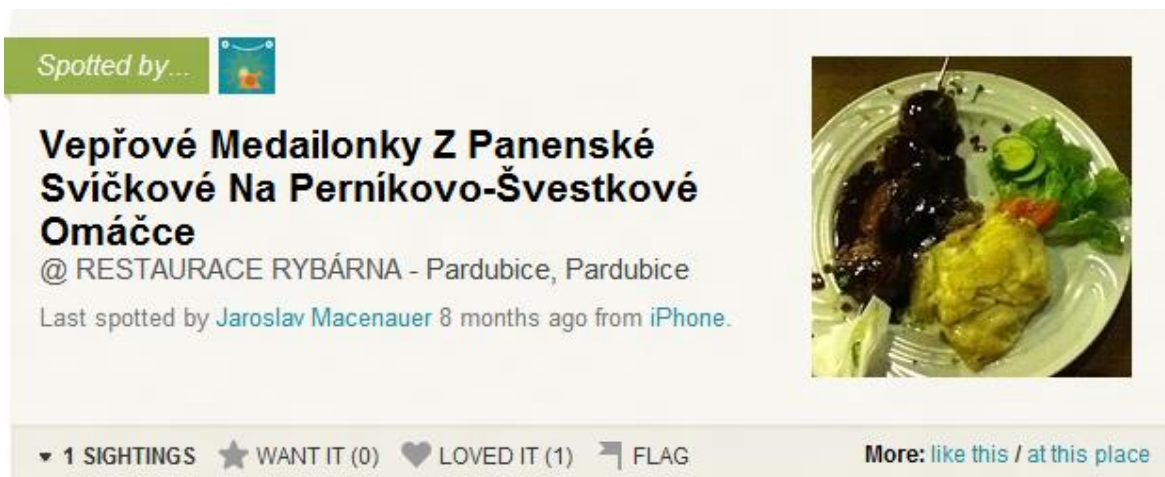 Spotted by...
Vepřové Medailonky Z Panenské
Svíčkové Na Perníkovo-Švestkové
Omáčce
@ RESTAURACE RYBÁRNA - Pardubice, Pardubice
Last spotted by Jaroslav Macenauer 8 months ago from iPhone.
1 SIGHTINGS WANT IT (0) LOVED IT (1) FLAG More: like this / at this place